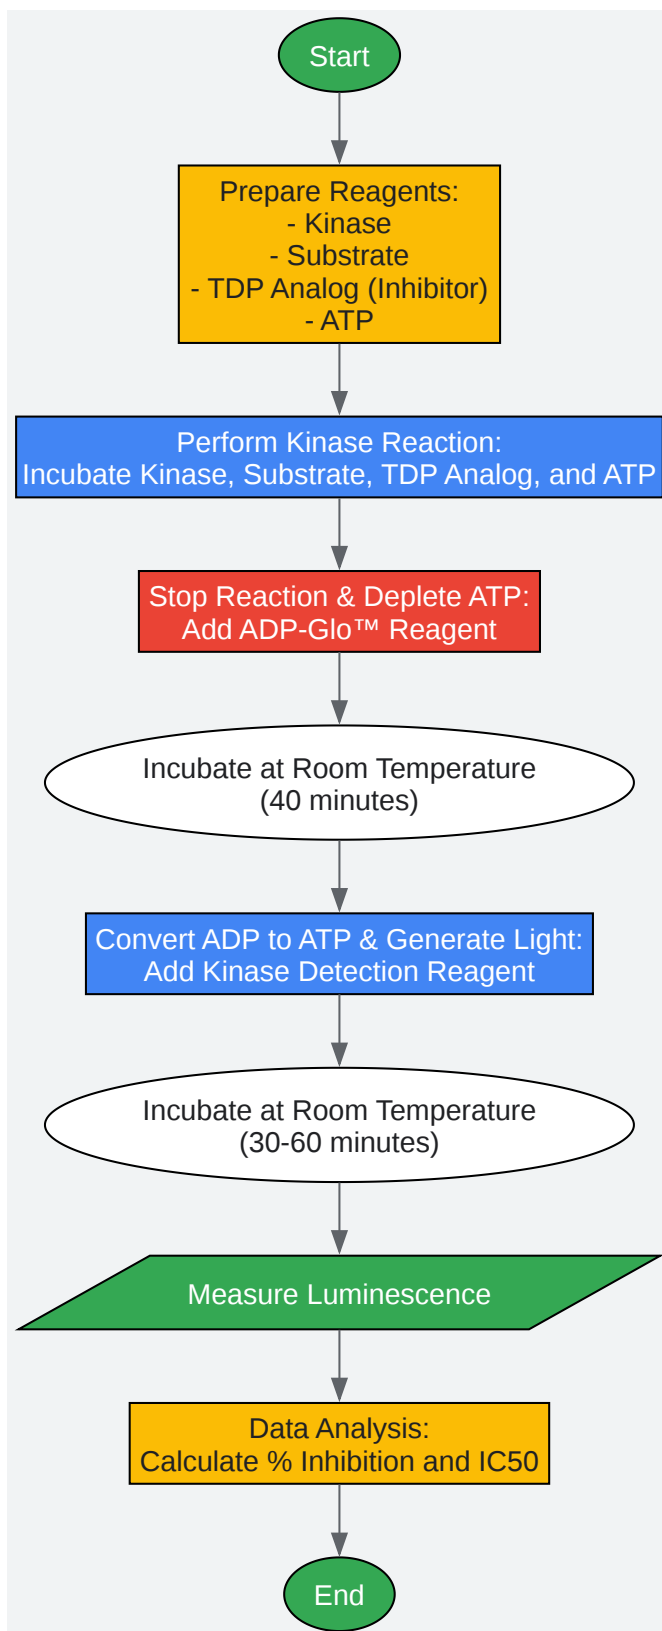 Start
Prepare Reagents:
- Kinase
- Substrate
- TDP Analog (Inhibitor)
- ATP
Perform Kinase Reaction:
Incubate Kinase, Substrate, TDP Analog, and ATP
Stop Reaction & Deplete ATP:
Add ADP-Glo™ Reagent
Incubate at Room Temperature
(40 minutes)
Convert ADP to ATP & Generate Light:
Add Kinase Detection Reagent
Incubate at Room Temperature
(30-60 minutes)
Measure Luminescence
Data Analysis:
Calculate % Inhibition and IC50
End